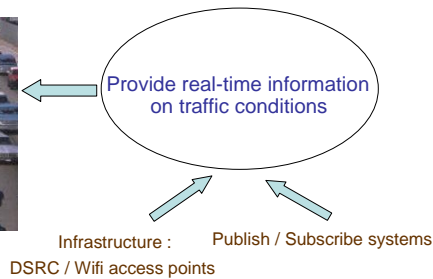 Provide real-time information
on traffic conditions
Infrastructure :
DSRC / Wifi access points
Publish / Subscribe systems